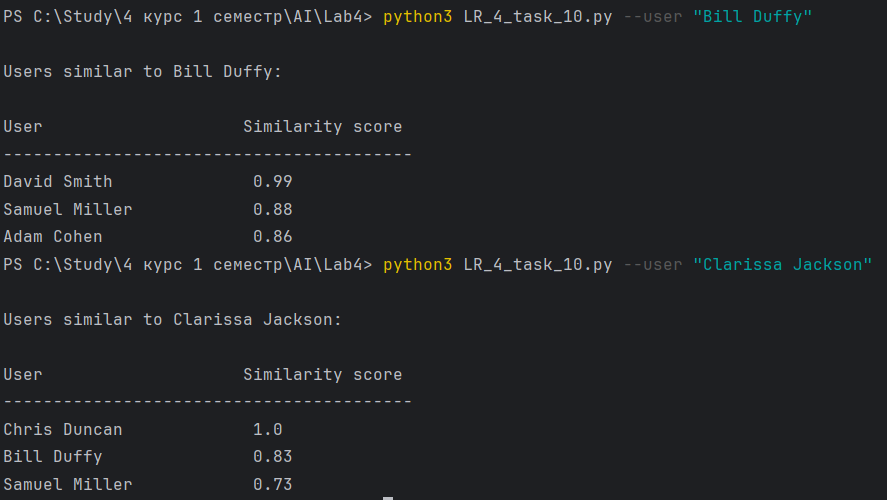 PS C:\Study\4 курс 1 семестр\AI\Lab4> python3 LR_4_task_10.py --user "Bill Duffy"
Users similar to Bill Duffy:
User                    Similarity score
-----------------------------------------
David Smith              0.99
Samuel Miller            0.88
Adam Cohen               0.86
PS C:\Study\4 курс 1 семестр\AI\Lab4> python3 LR_4_task_10.py --user "Clarissa Jackson"
Users similar to Clarissa Jackson:
User                    Similarity score
-----------------------------------------
Chris Duncan             1.0
Bill Duffy               0.83
Samuel Miller            0.73